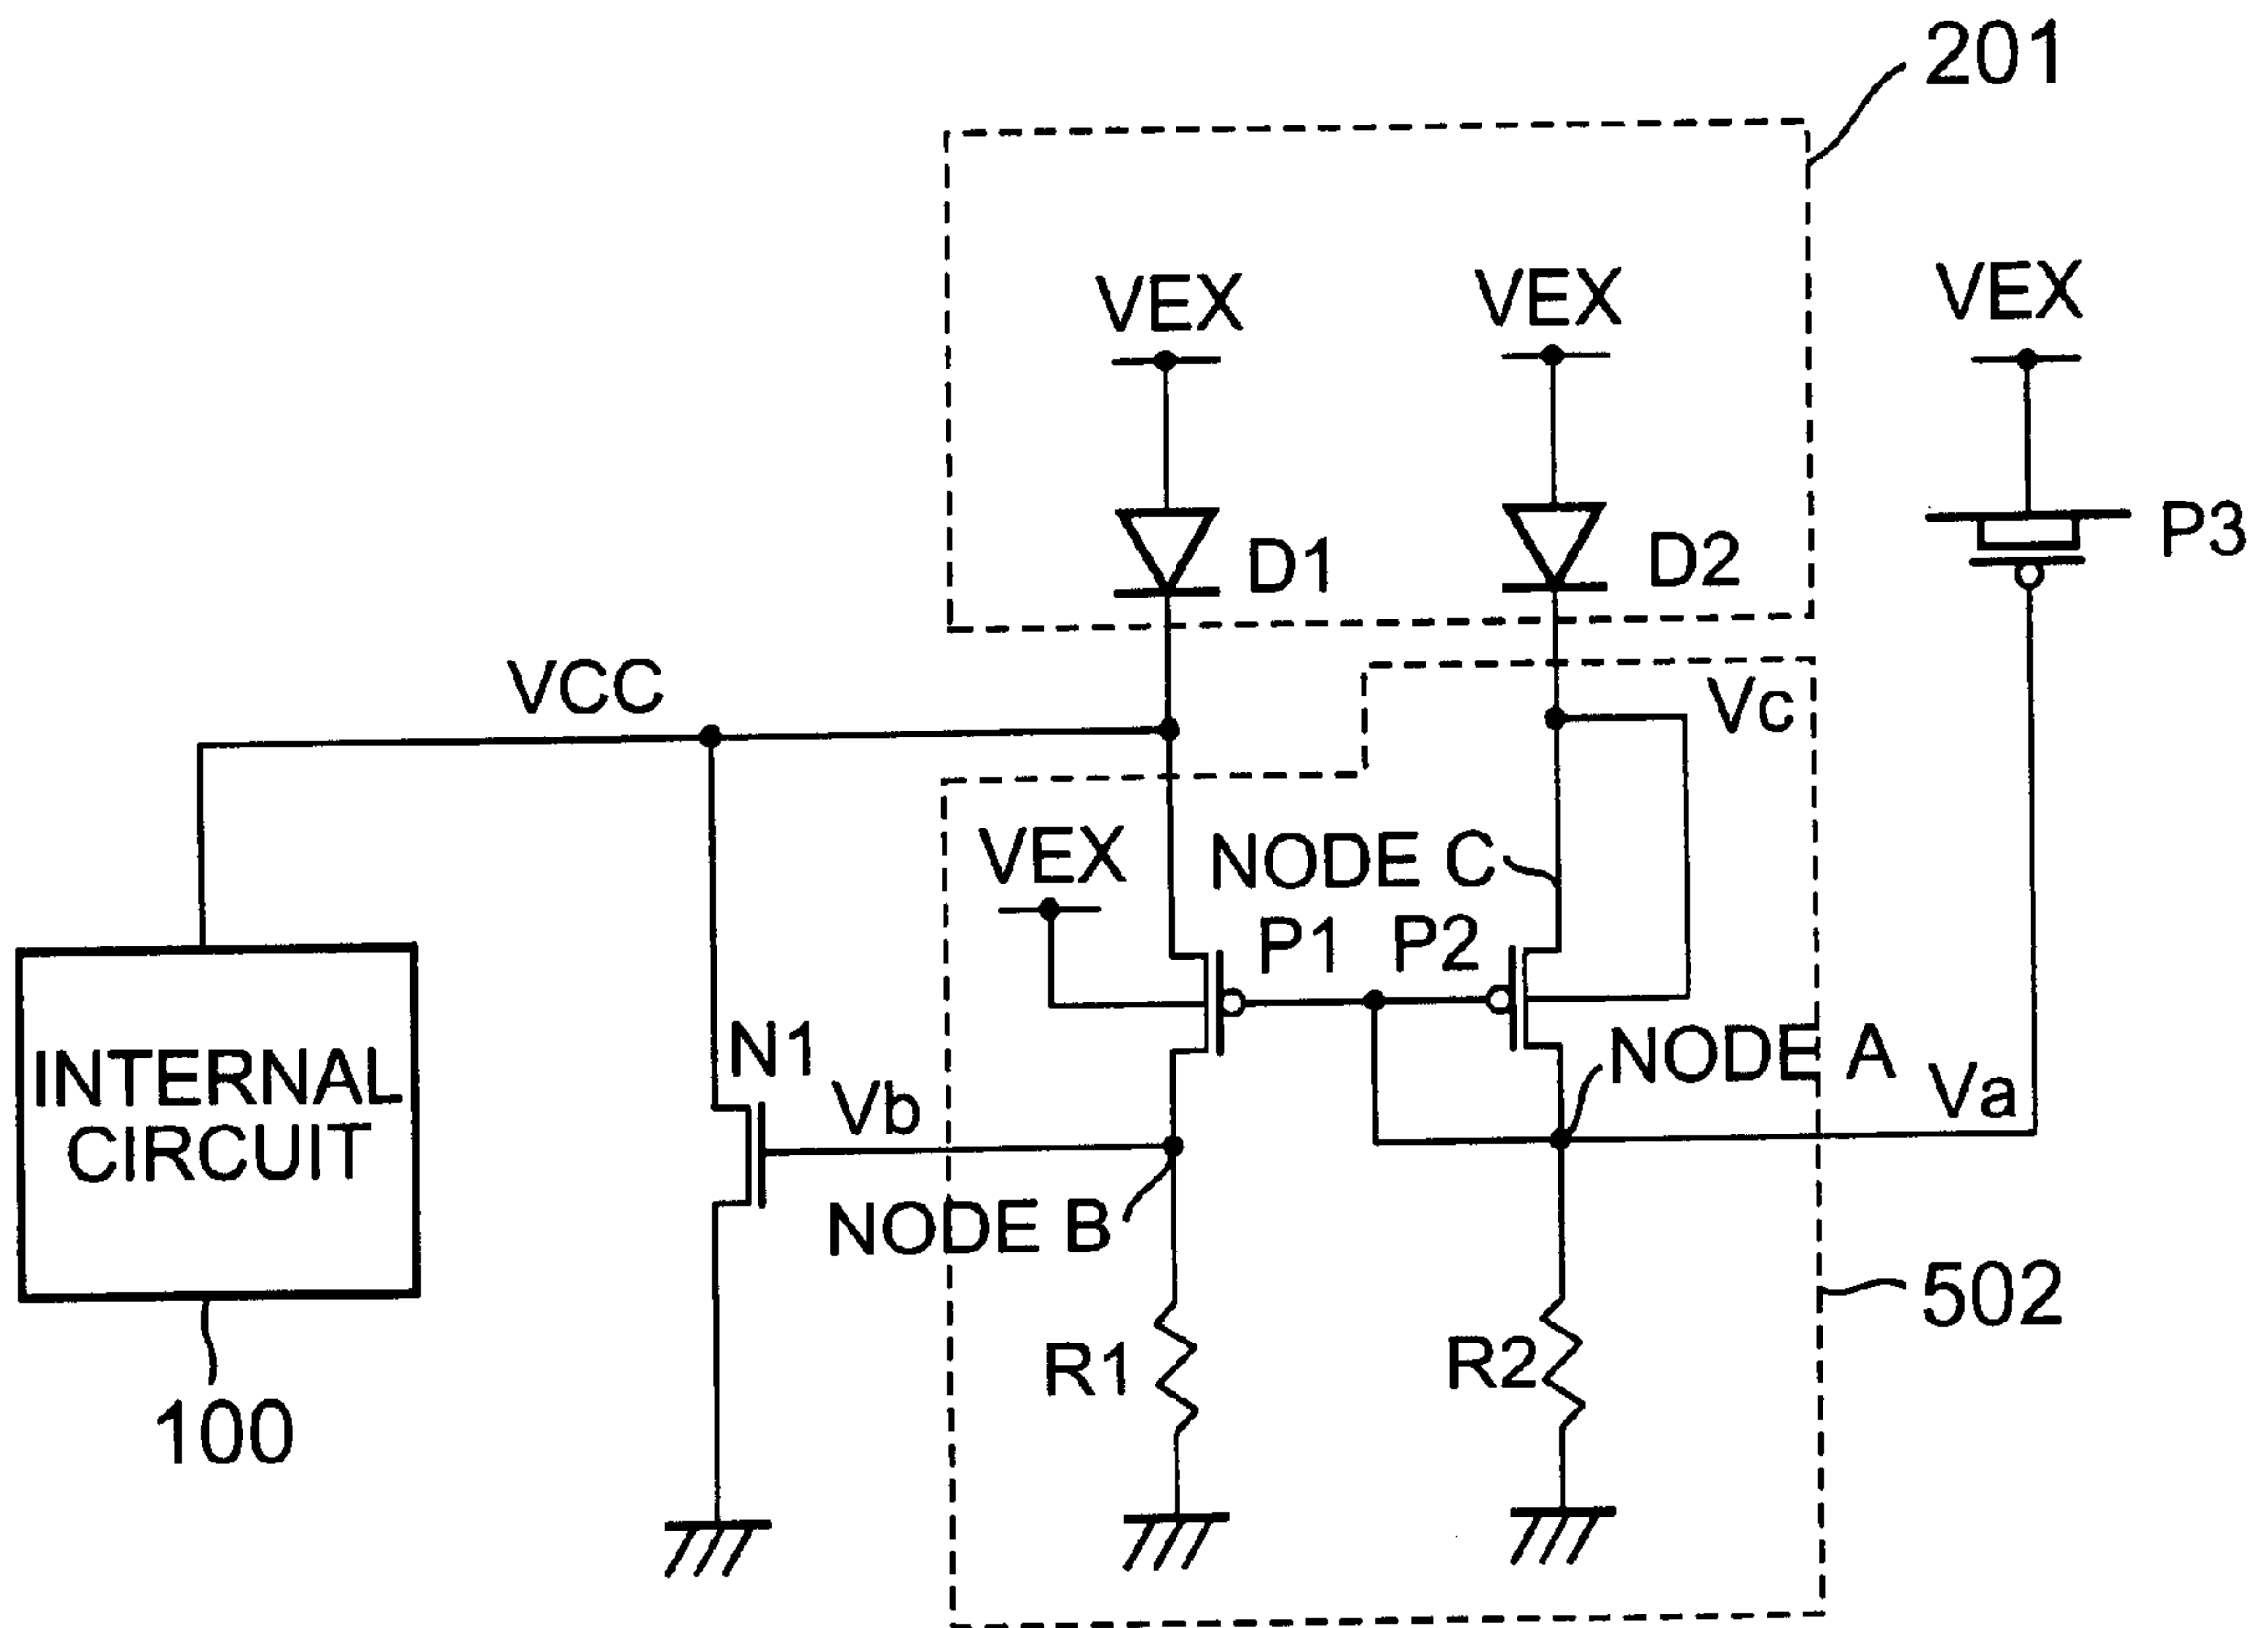 201
VEX
VEX
VEX
D1
D2
P3
VCC
Vc
VEX
NODE C
P1
P2
N1
NODE A
INTERNAL
CIRCUIT
Vb
Va
NODE B
502
R1
R2
100